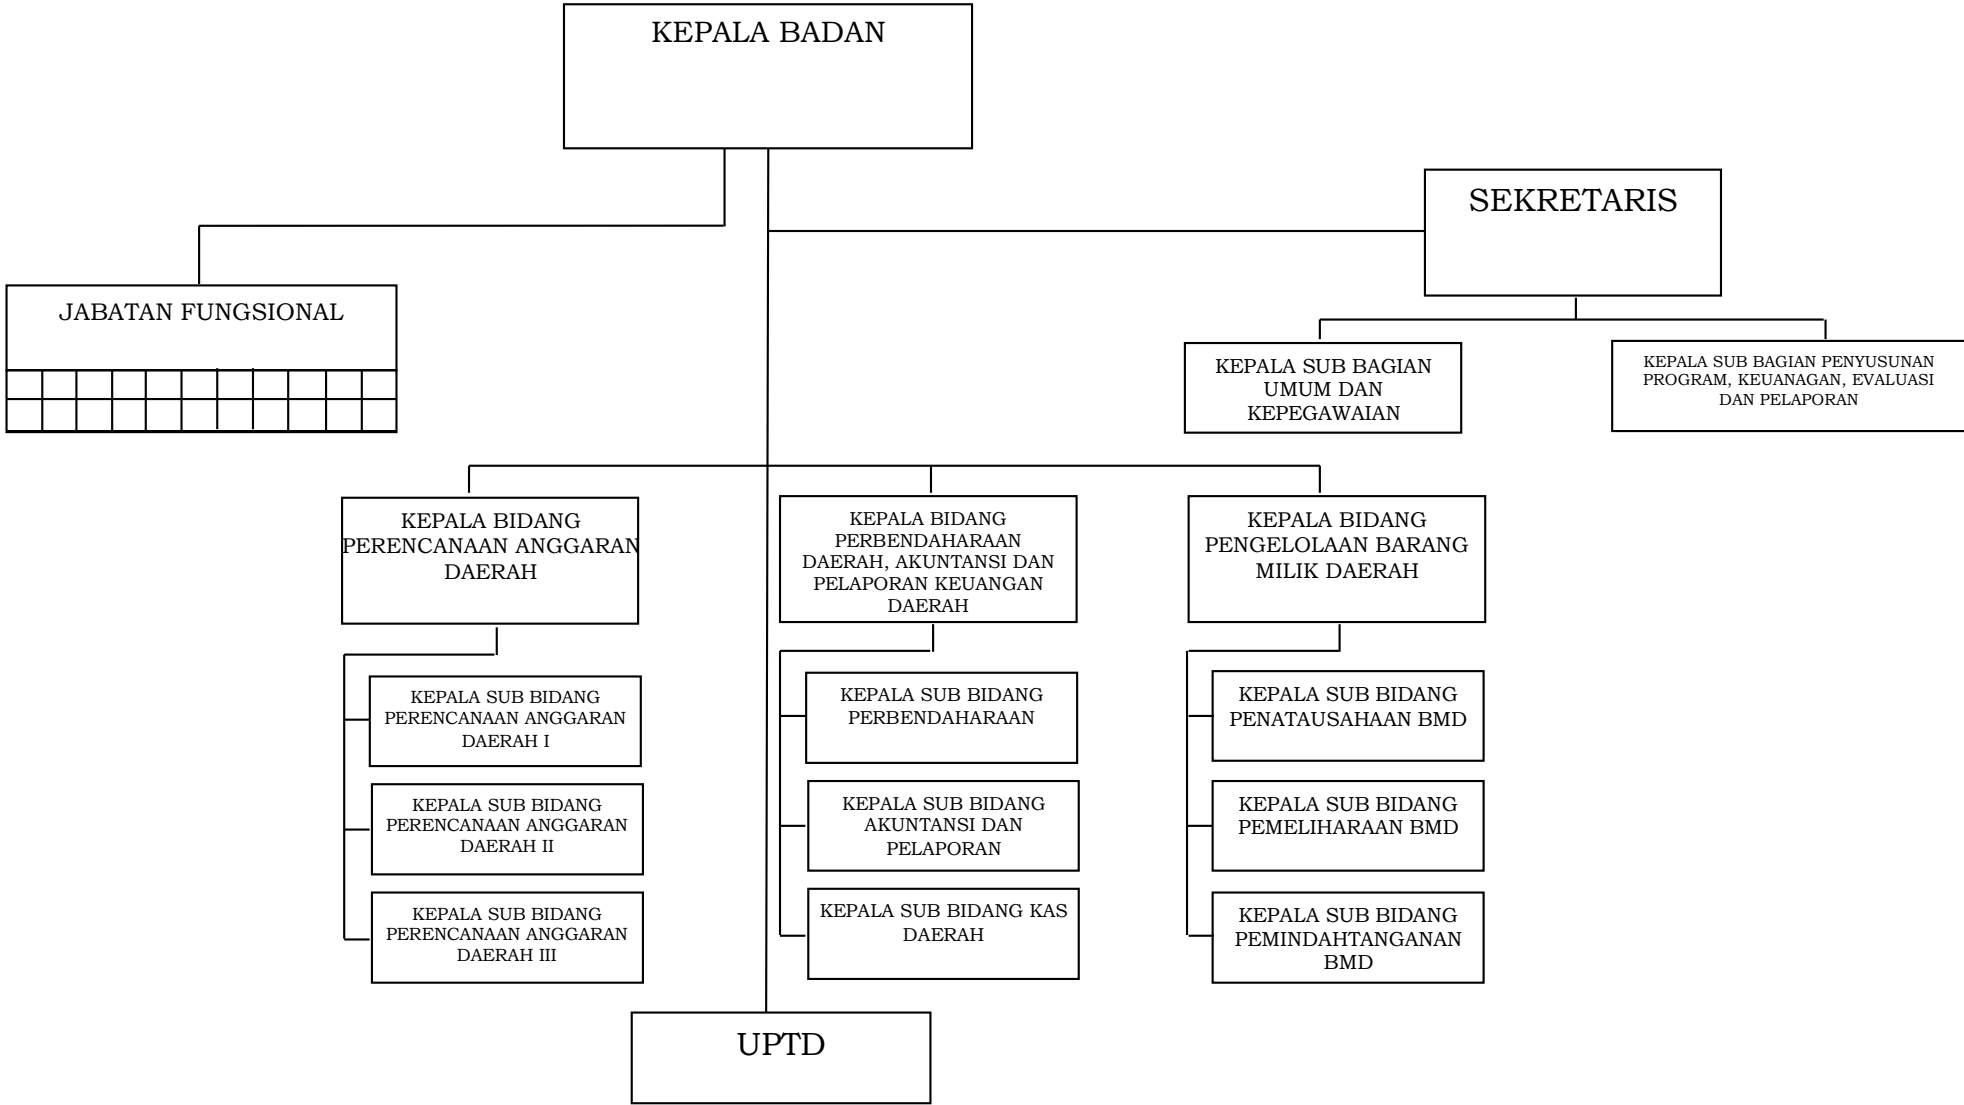 KEPALA BADAN
SEKRETARIS
JABATAN FUNGSIONAL
KEPALA SUB BAGIAN
UMUM DAN
KEPEGAWAIAN
KEPALA SUB BAGIAN PENYUSUNAN
PROGRAM, KEUANAGAN, EVALUASI
DAN PELAPORAN
KEPALA BIDANG
PERENCANAAN ANGGARAN
DAERAH
KEPALA BIDANG
PERBENDAHARAAN
DAERAH, AKUNTANSI DAN
PELAPORAN KEUANGAN
DAERAH
KEPALA BIDANG
PENGELOLAAN BARANG
MILIK DAERAH
KEPALA SUB BIDANG
PERENCANAAN ANGGARAN
DAERAH I
KEPALA SUB BIDANG
PERBENDAHARAAN
KEPALA SUB BIDANG
PENATAUSAHAAN BMD
KEPALA SUB BIDANG
PERENCANAAN ANGGARAN
DAERAH II
KEPALA SUB BIDANG
AKUNTANSI DAN
PELAPORAN
KEPALA SUB BIDANG
PEMELIHARAAN BMD
KEPALA SUB BIDANG
PERENCANAAN ANGGARAN
DAERAH III
KEPALA SUB BIDANG KAS
DAERAH
KEPALA SUB BIDANG
PEMINDAHTANGANAN
BMD
UPTD